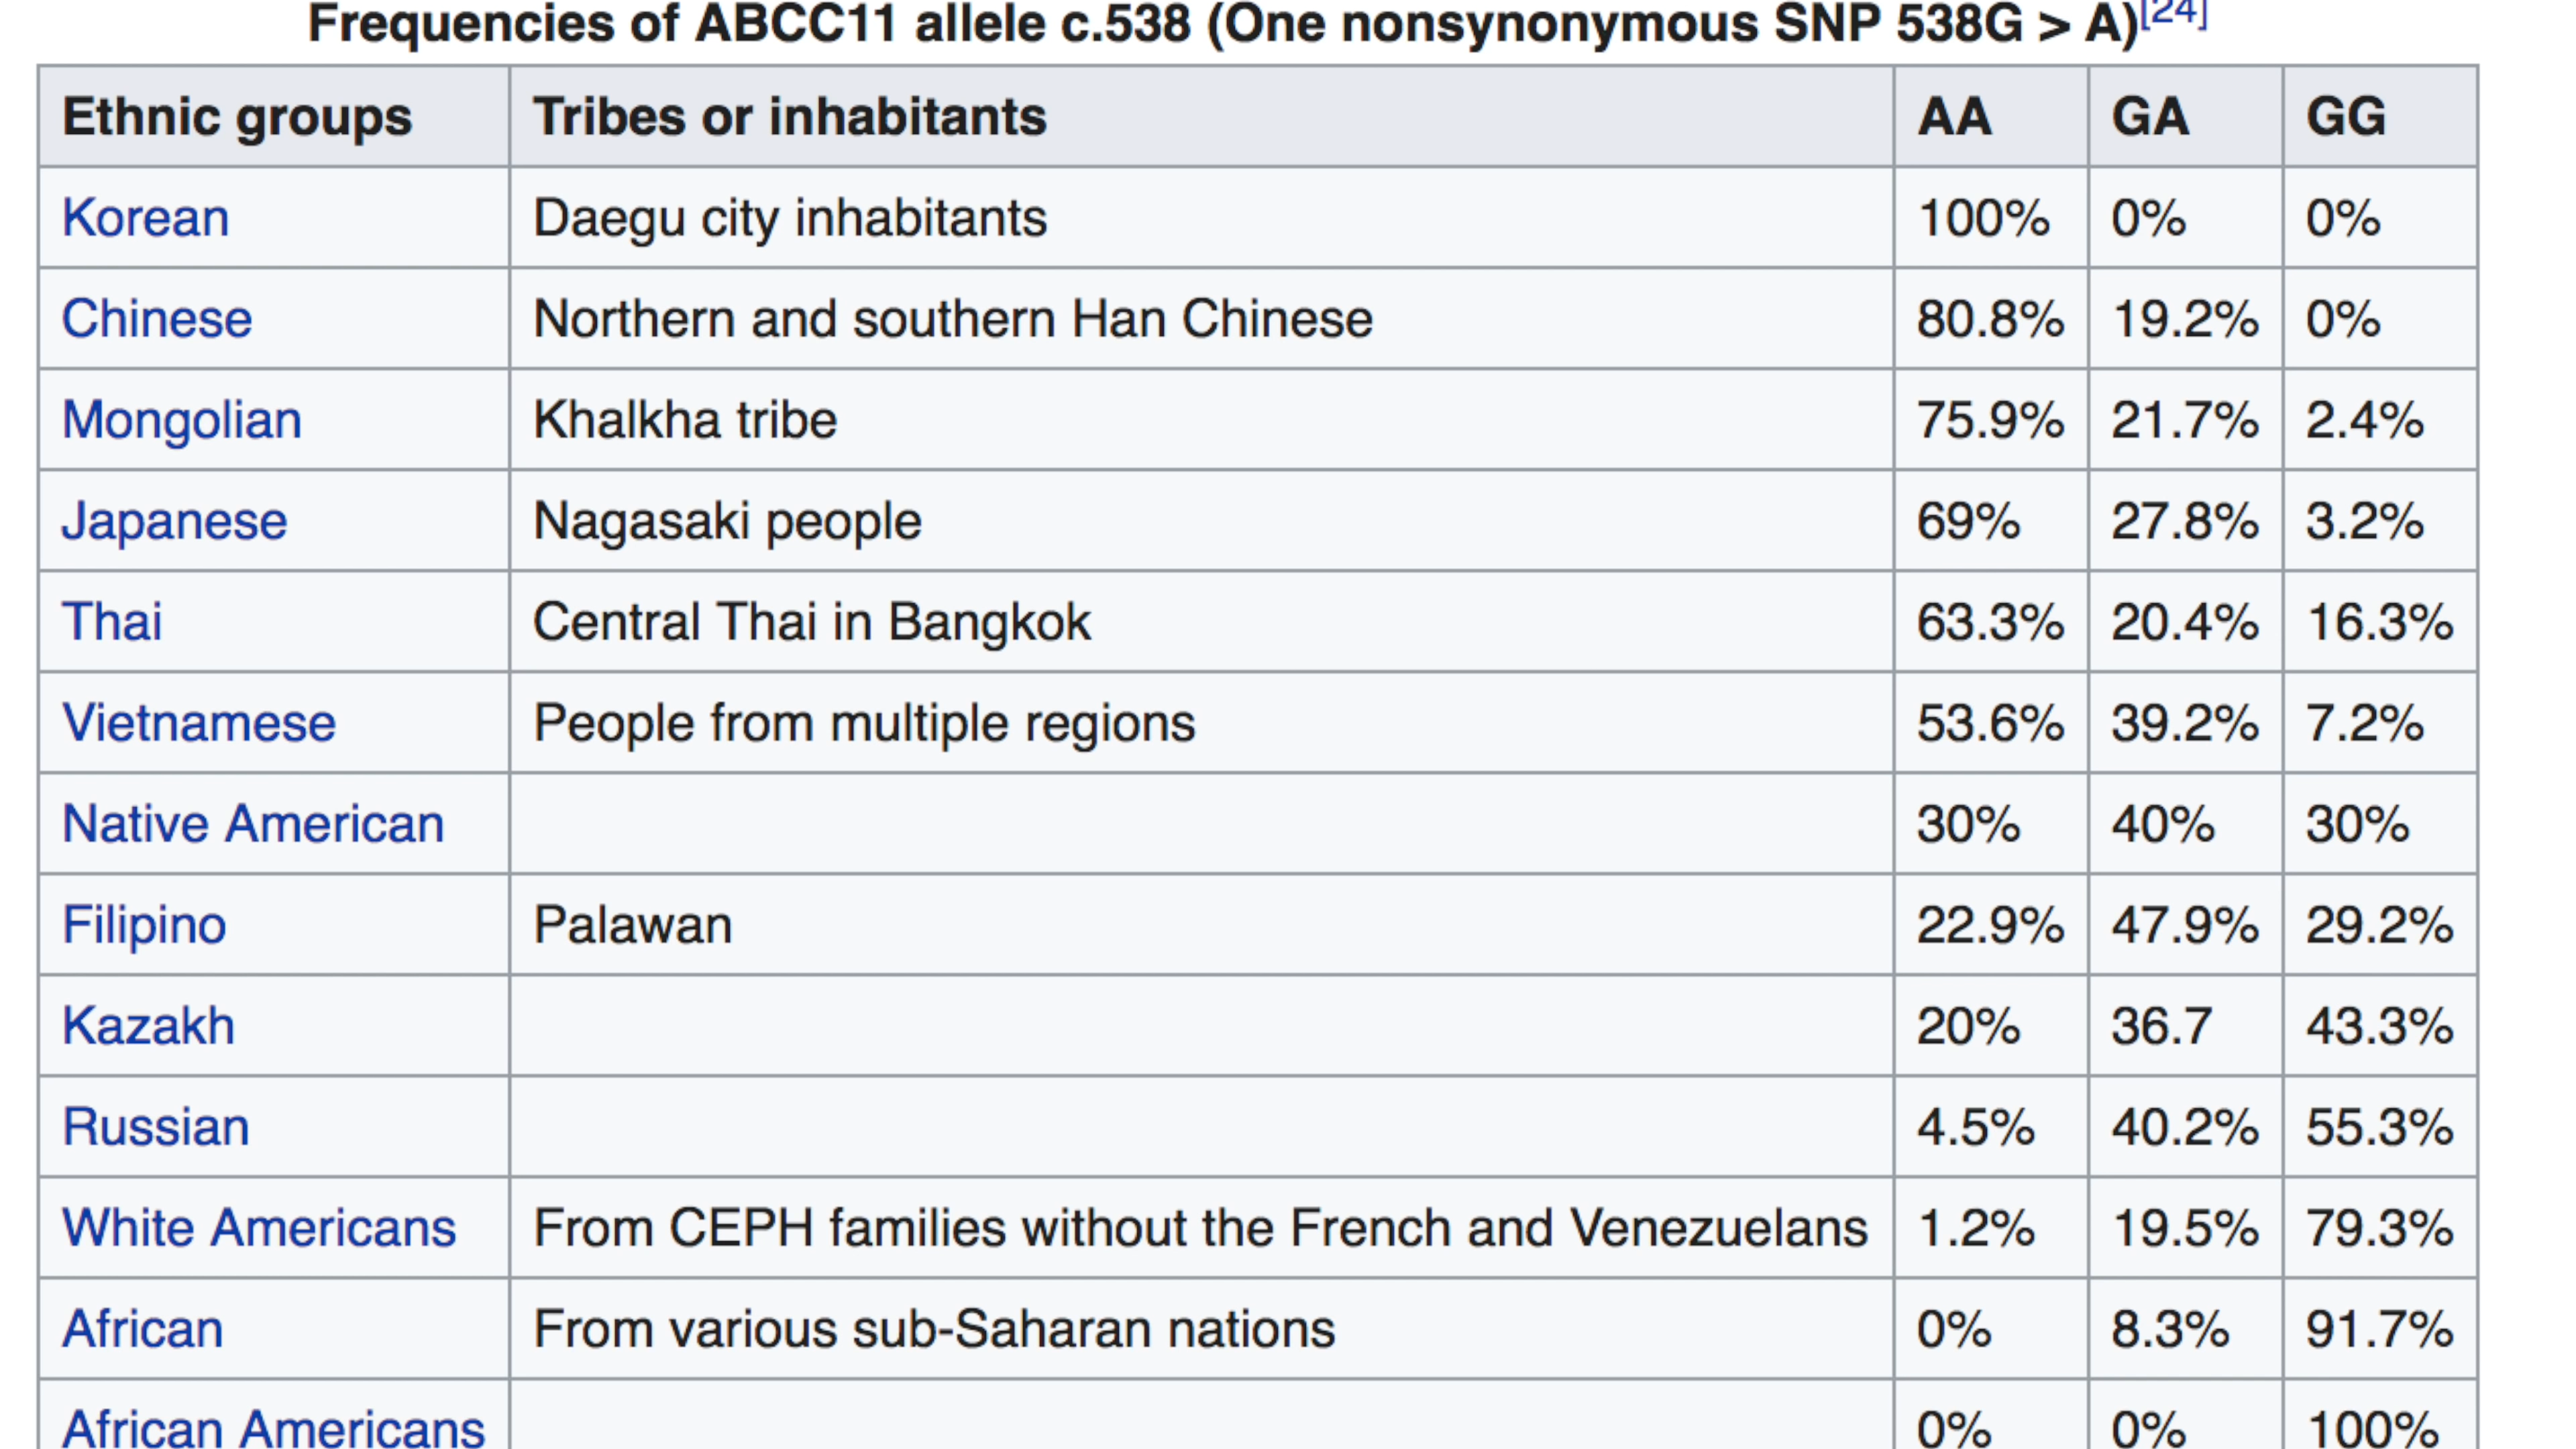 Frequencies of ABCC11 allele c.538 (One nonsynonymous SNP 538G > A)[24]
Ethnic groups Tribes or inhabitants AA GA GG
Korean Daegu city inhabitants 100% 0% 0%
Chinese Northern and southern Han Chinese 80.8% 19.2% 0%
Mongolian Khalkha tribe 75.9% 21.7% 2.4%
Japanese Nagasaki people 69% 27.8% 3.2%
Thai Central Thai in Bangkok 63.3% 20.4% 16.3%
Vietnamese People from multiple regions 53.6% 39.2% 7.2%
Native American 30% 40% 30%
Filipino Palawan 22.9% 47.9% 29.2%
Kazakh 20% 36.7 43.3%
Russian 4.5% 40.2% 55.3%
White Americans From CEPH families without the French and Venezuelans 1.2% 19.5% 79.3%
African From various sub-Saharan nations 0% 8.3% 91.7%
African Americans 0% 0% 100%